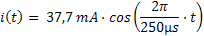 i(t) = 37,7 mA · cos(2π/250μs · t)